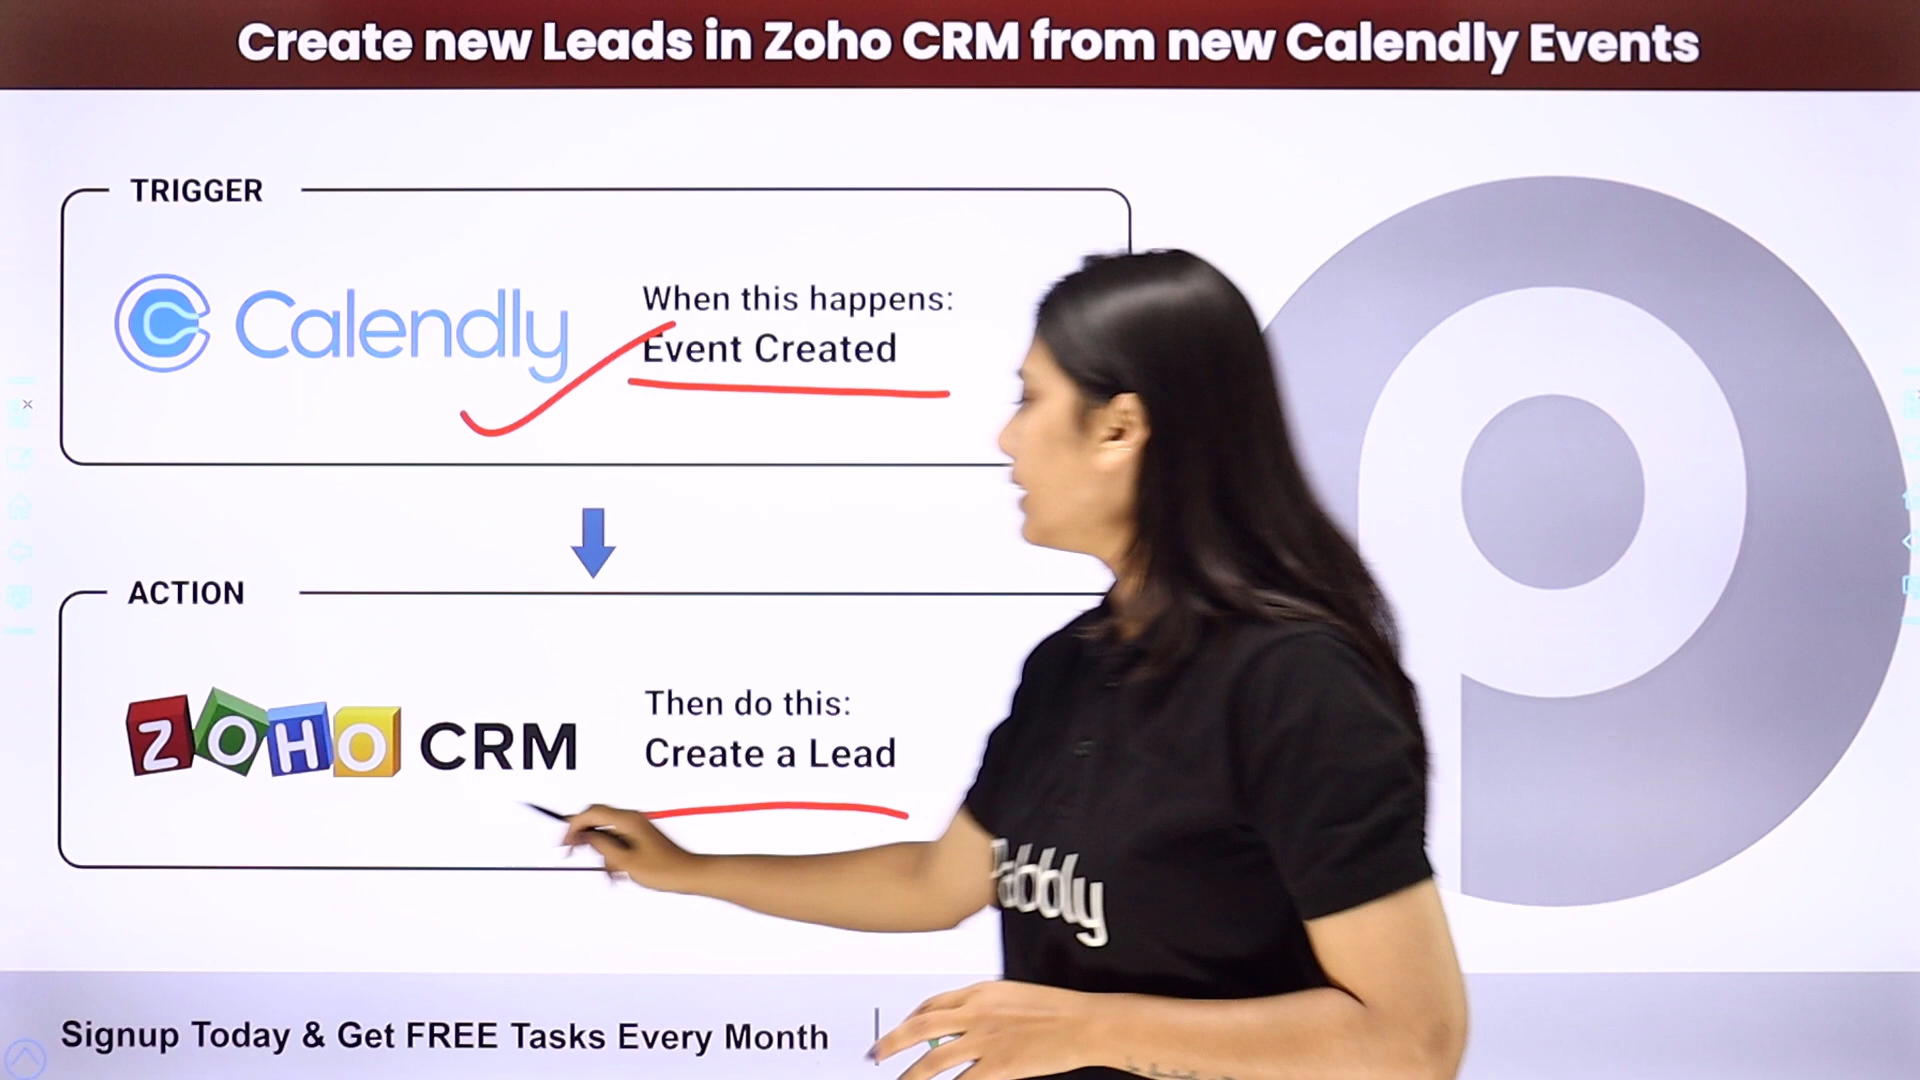 Create new Leads in Zoho CRM from new Calendly Events
TRIGGER
Calendly
When this happens:
Event Created
ACTION
ZOHO CRM
Then do this:
Create a Lead
Pabbly
Signup Today & Get FREE Tasks Every Month